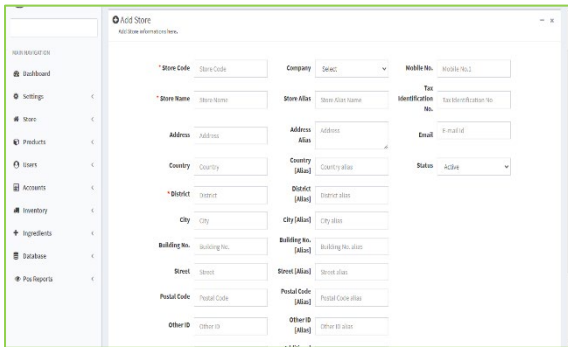 Add Store
Add Store informations here.
MAIN NAVIGATION
Dashboard
Settings
Store
Products
Users
Accounts
Inventory
Ingredients
Database
Pos Reports
* Store Code Store Code Company Select Mobile No. Mobile No.1
* Store Name Store Name Store Alias Store Alias Name Tax Identification No. Tax Identification No
Address Address Address Alias Address Email E-mail Id
Country Country Country [Alias] Country alias Status Active
* District District District [Alias] District alias
City City City [Alias] City alias
Building No. Building No. Building No. [Alias] Building No. alias
Street Street Street [Alias] Street alias
Postal Code Postal Code Postal Code [Alias] Postal Code alias
Other ID Other ID Other ID [Alias] Other ID alias